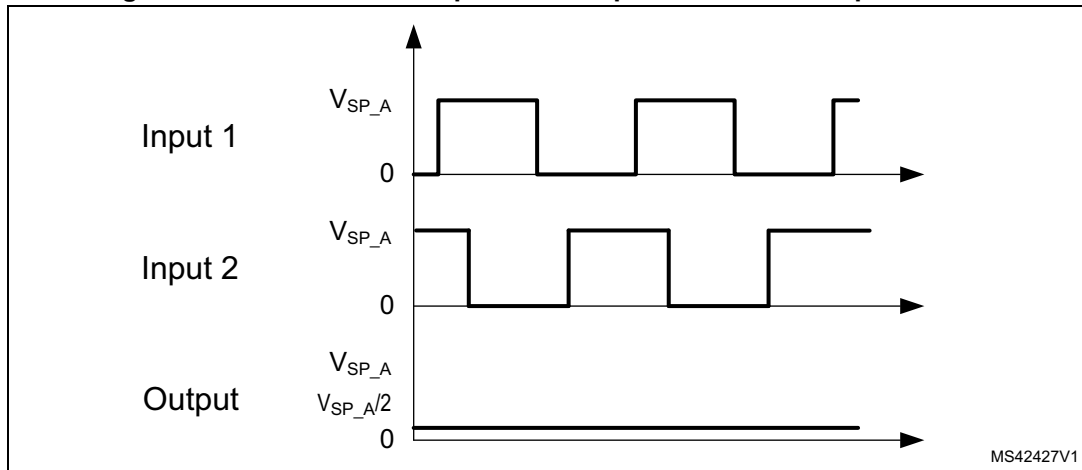 V_SP_A
Input 1
0
V_SP_A
Input 2
0
V_SP_A
Output V_SP_A/2
0
MS42427V1